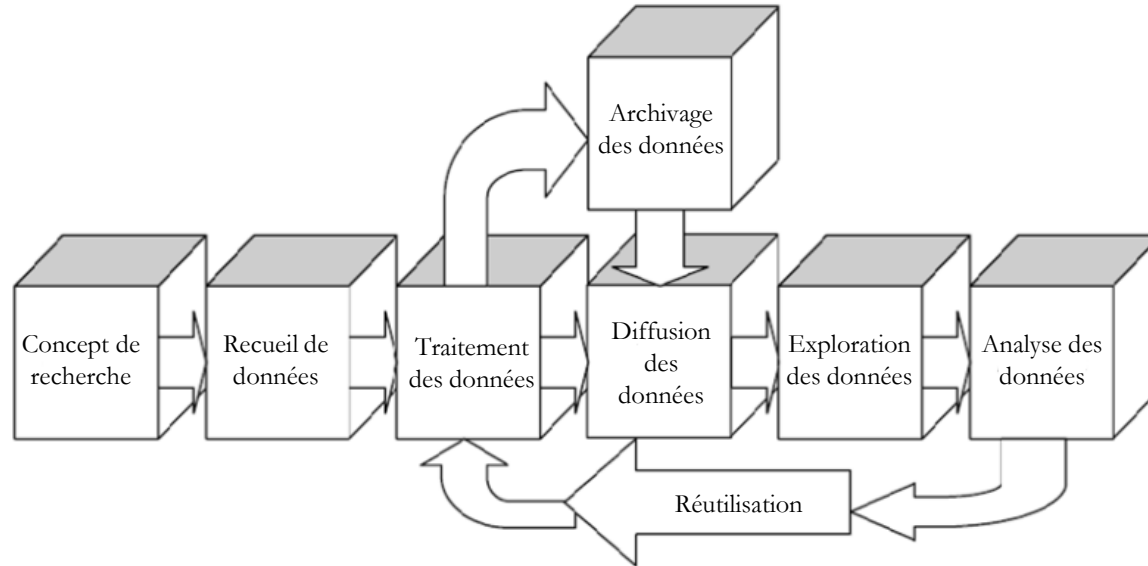 Archivage
des données
Concept de
recherche
Recueil de
données
Traitement
des données
Diffusion
des
données
Exploration
des données
Analyse des
données
Réutilisation